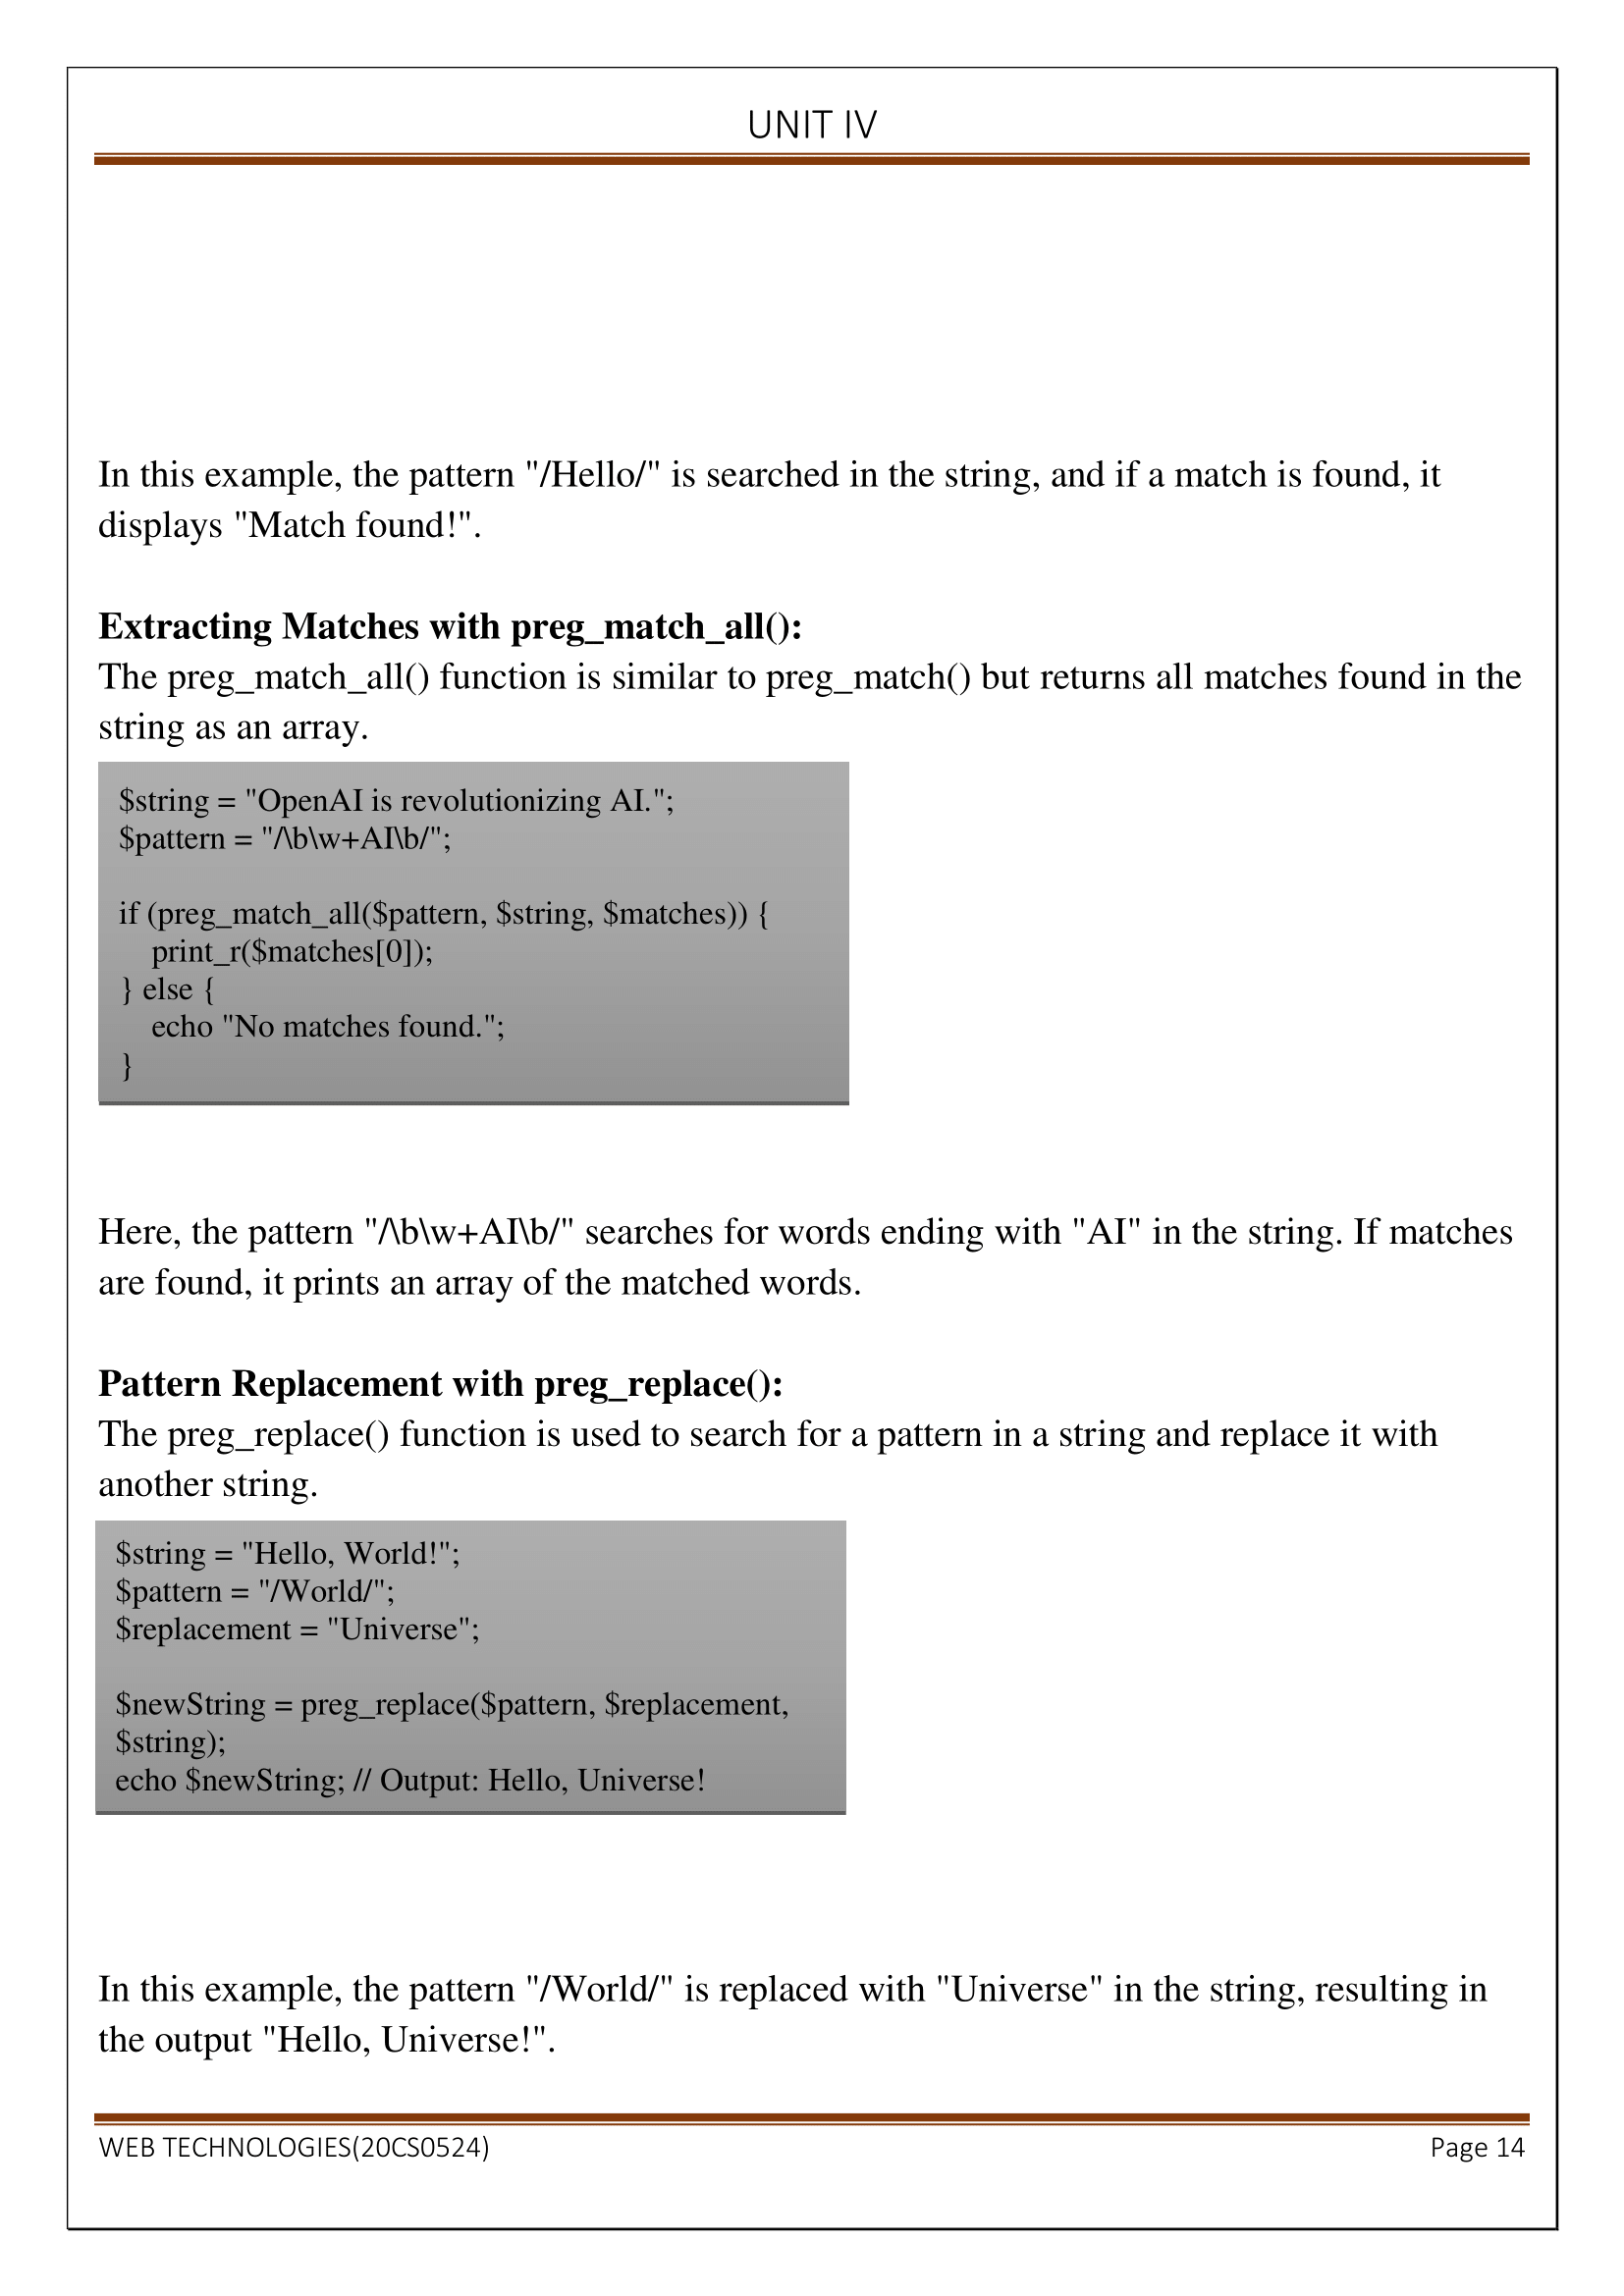 UNIT IV
In this example, the pattern "/Hello/" is searched in the string, and if a match is found, it
displays "Match found!".
Extracting Matches with preg_match_all():
The preg_match_all() function is similar to preg_match() but returns all matches found in the
string as an array.
$string = "OpenAI is revolutionizing AI.";
$pattern = "/\b\w+AI\b/";
if (preg_match_all($pattern, $string, $matches)) {
    print_r($matches[0]);
} else {
    echo "No matches found.";
}
Here, the pattern "/\b\w+AI\b/" searches for words ending with "AI" in the string. If matches
are found, it prints an array of the matched words.
Pattern Replacement with preg_replace():
The preg_replace() function is used to search for a pattern in a string and replace it with
another string.
$string = "Hello, World!";
$pattern = "/World/";
$replacement = "Universe";
$newString = preg_replace($pattern, $replacement,
$string);
echo $newString; // Output: Hello, Universe!
In this example, the pattern "/World/" is replaced with "Universe" in the string, resulting in
the output "Hello, Universe!".
WEB TECHNOLOGIES(20CS0524) Page 14